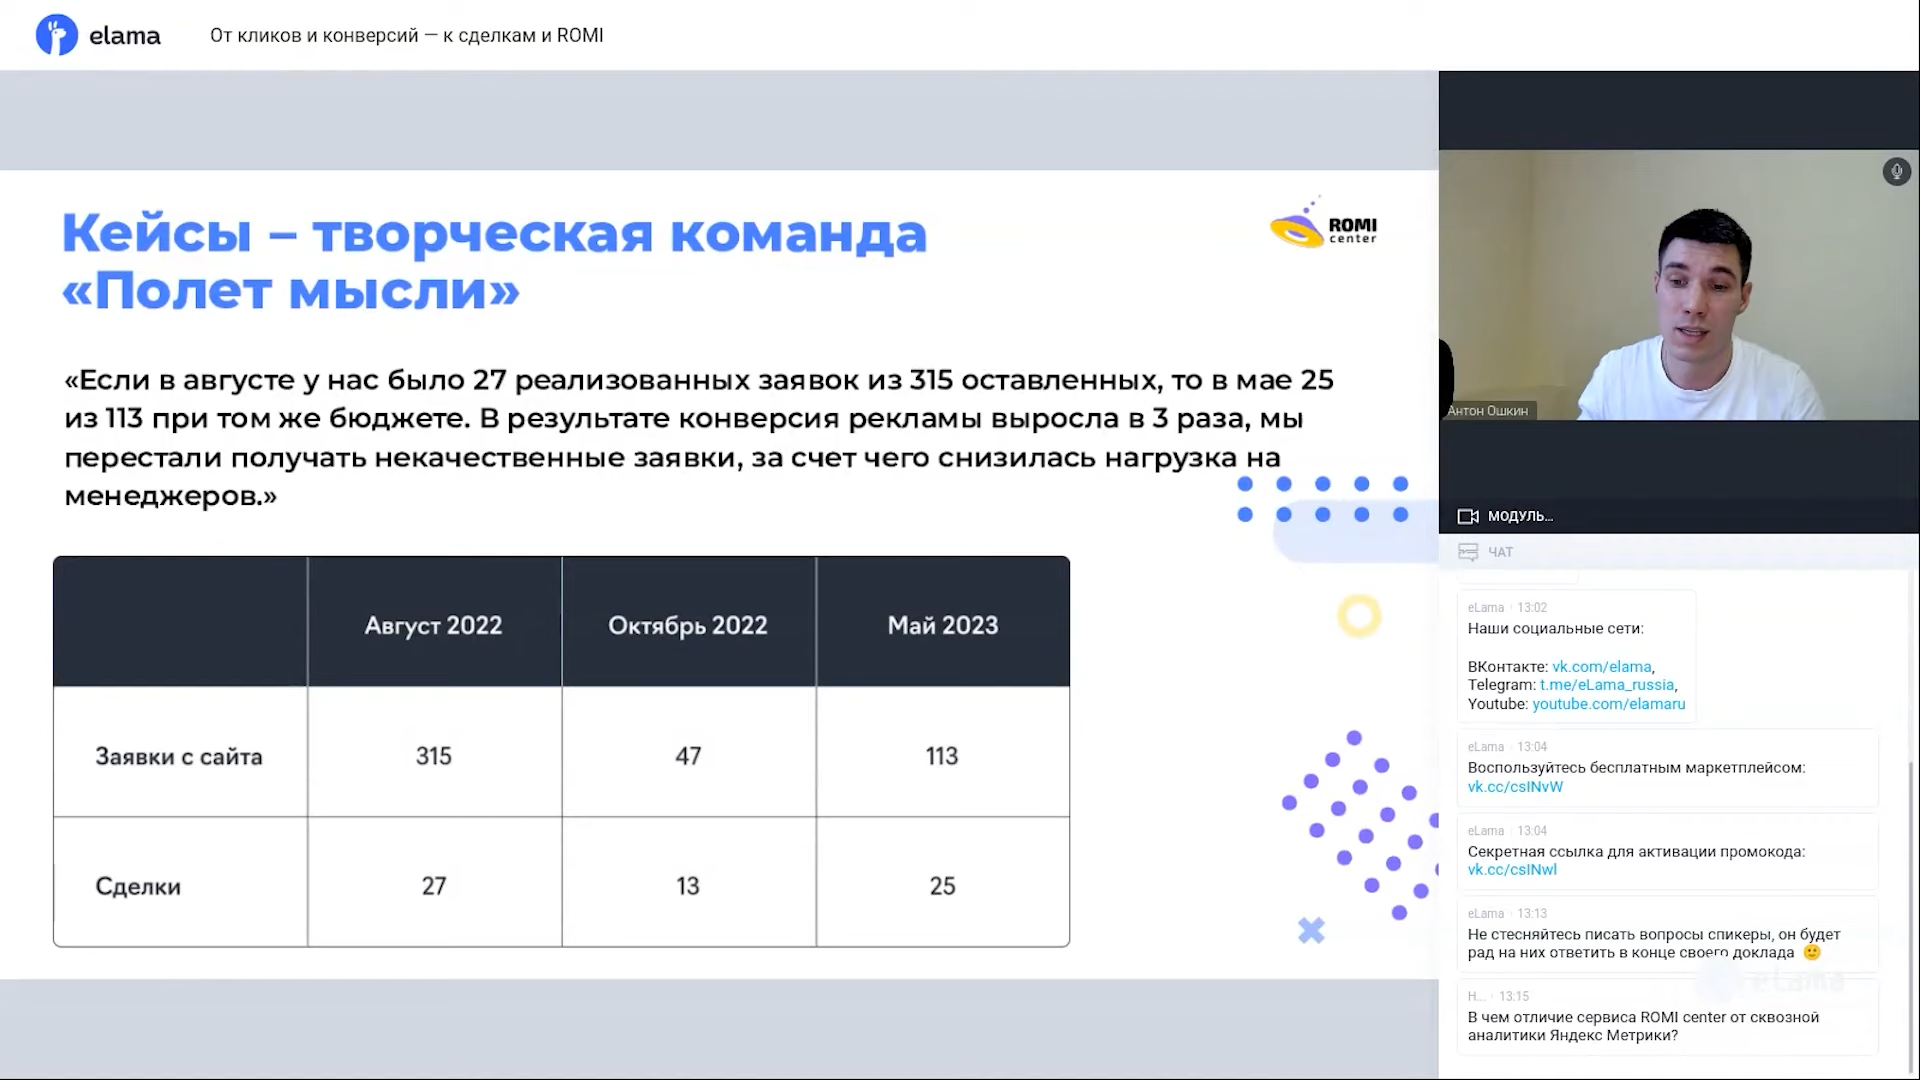 elama
От кликов и конверсий — к сделкам и ROMI
Кейсы – творческая команда
«Полет мысли»
ROMI
center
«Если в августе у нас было 27 реализованных заявок из 315 оставленных, то в мае 25
из 113 при том же бюджете. В результате конверсия рекламы выросла в 3 раза, мы
перестали получать некачественные заявки, за счет чего снизилась нагрузка на
менеджеров.»
Август 2022 Октябрь 2022 Май 2023
Заявки с сайта 315 47 113
Сделки 27 13 25
Антон Ошкин
МОДУЛЬ...
ЧАТ
eLama · 13:02
Наши социальные сети:
ВКонтакте: vk.com/elama,
Telegram: t.me/eLama_russia,
Youtube: youtube.com/elamaru
eLama · 13:04
Воспользуйтесь бесплатным маркетплейсом:
vk.cc/csINvW
eLama · 13:04
Секретная ссылка для активации промокода:
vk.cc/csINwl
eLama · 13:13
Не стесняйтесь писать вопросы спикеры, он будет
рад на них ответить в конце своего доклада 🙂
eLama
Н... · 13:15
В чем отличие сервиса ROMI center от сквозной
аналитики Яндекс Метрики?